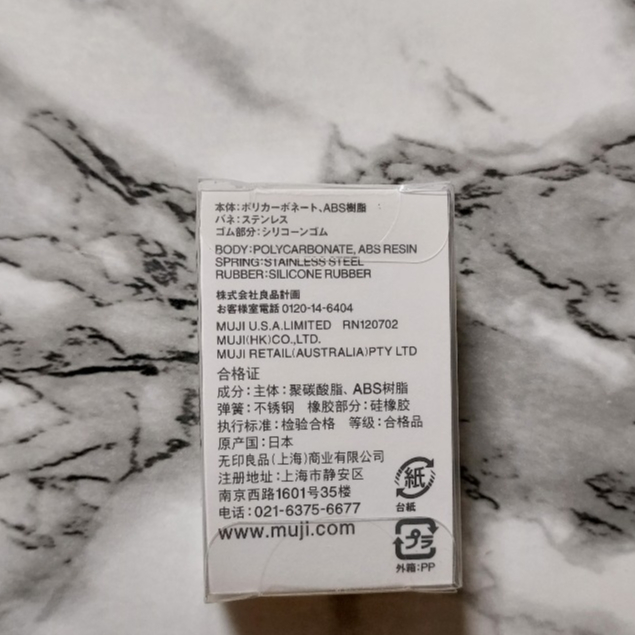 本体:ポリカーボネート、ABS樹脂
バネ:ステンレス
ゴム部分:シリコーンゴム
BODY:POLYCARBONATE, ABS RESIN
SPRING:STAINLESS STEEL
RUBBER:SILICONE RUBBER
株式会社良品計画
お客様室電話 0120-14-6404
MUJI U.S.A.LIMITED RN120702
MUJI(HK)CO.,LTD.
MUJI RETAIL(AUSTRALIA)PTY LTD
合格证
成分:主体:聚碳酸脂、ABS树脂
弹簧:不锈钢 橡胶部分:硅橡胶
执行标准:检验合格 等级:合格品
原产国:日本
无印良品(上海)商业有限公司
注册地址:上海市静安区
南京西路1601号35楼
电话:021-6375-6677
www.muji.com
紙
台紙
プラ
外箱:PP